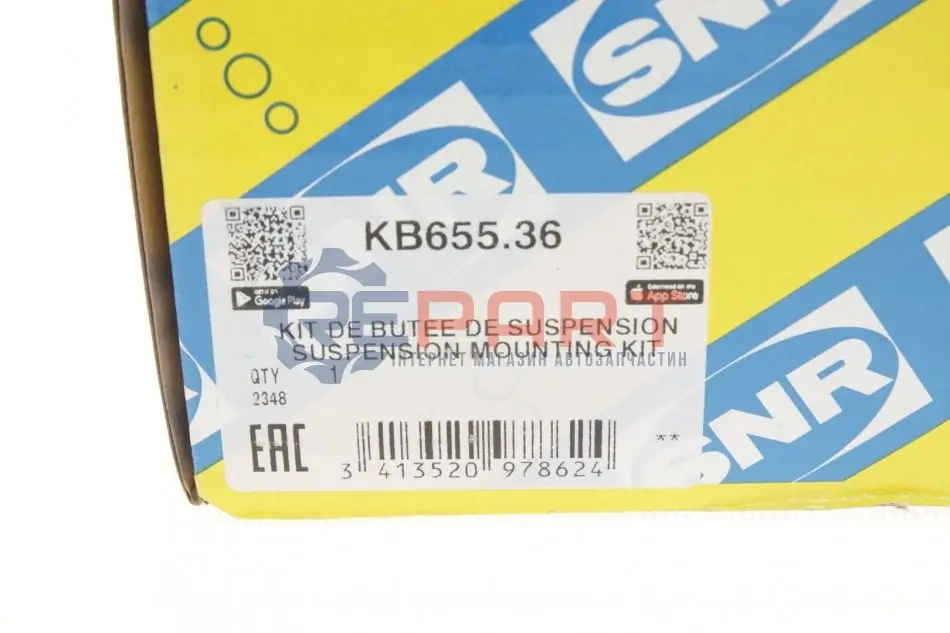 SNR
SNR
KB655.36
GET IT ON
Google Play
Download on the
App Store
REPART
KIT DE BUTEE DE SUSPENSION
SUSPENSION MOUNTING KIT
ІНТЕРНЕТ МАГАЗИН АВТОЗАПЧАСТИН
QTY 1
2348
EAC
**
3 413520 978624
SNR